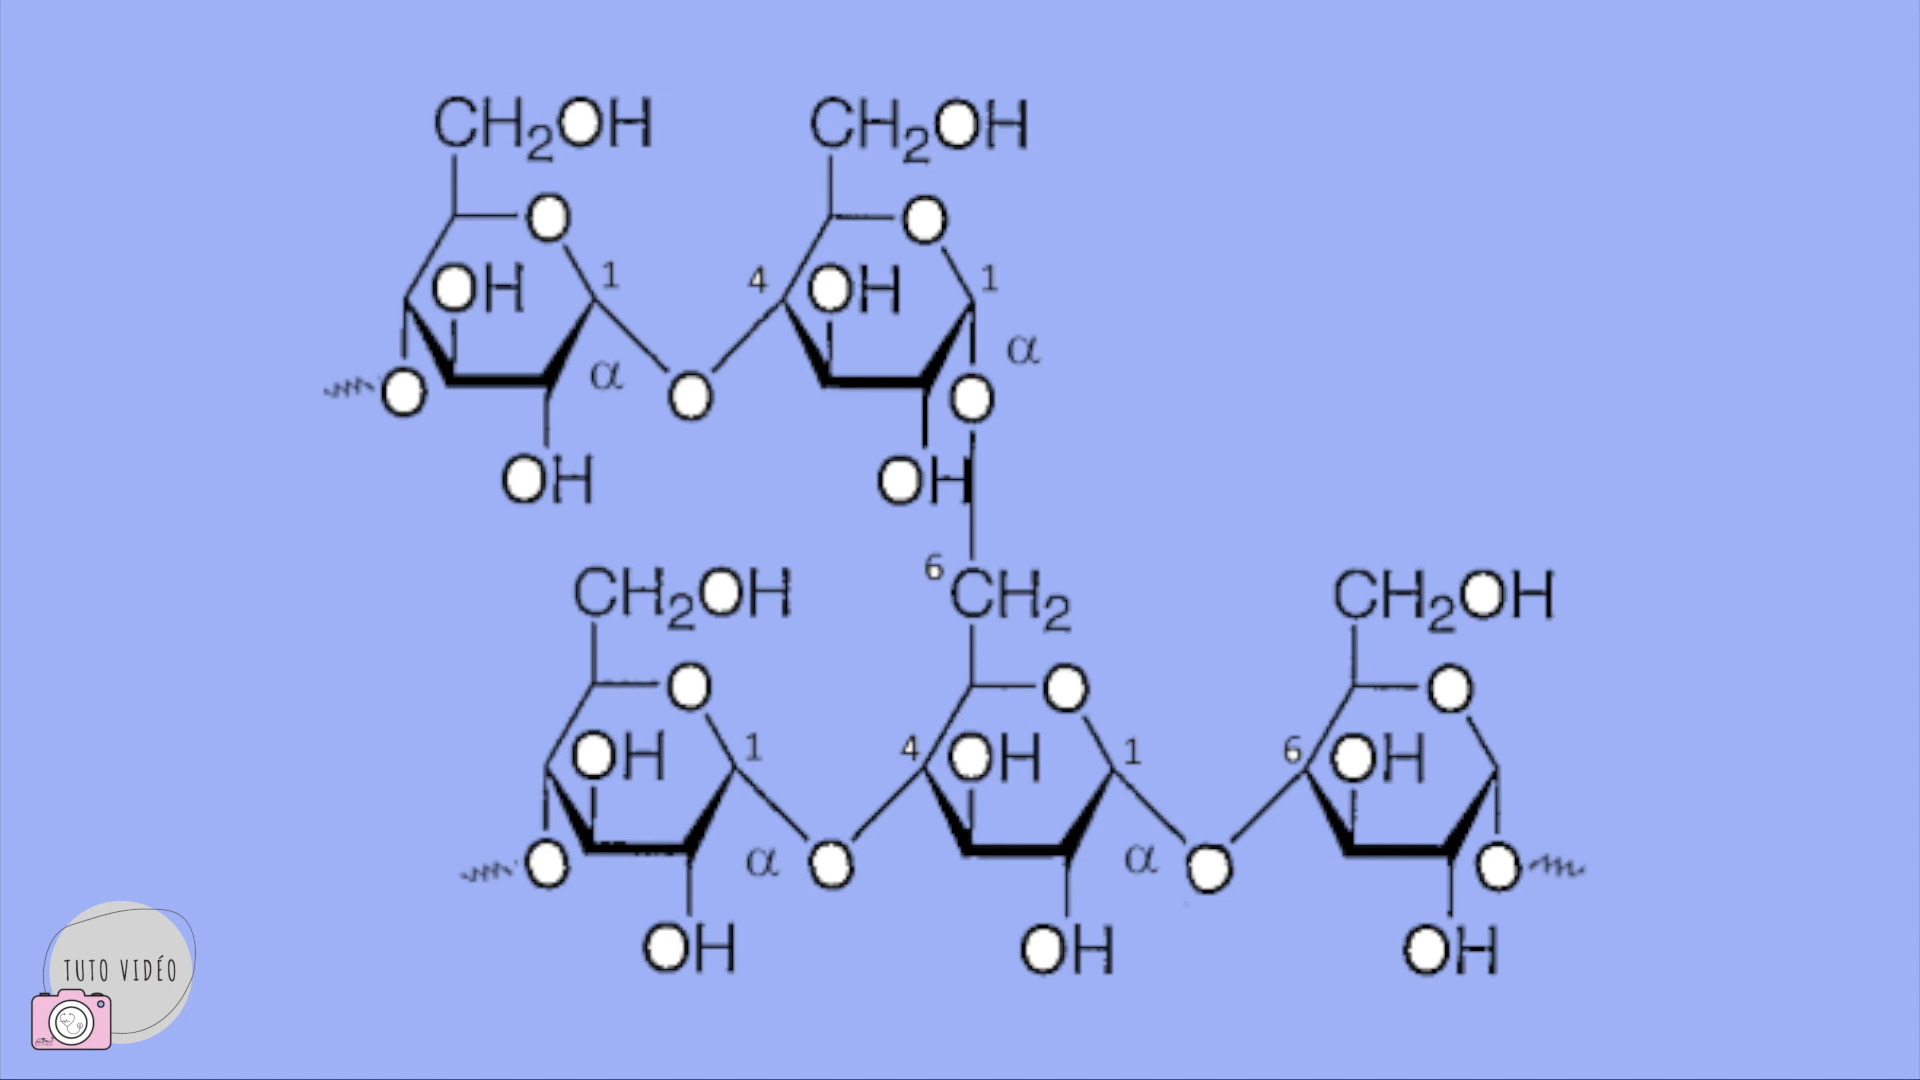 CH2OH CH2OH
O O
OH 1 4 OH 1
α
O α O O
OH OH
CH2OH 6 CH2 CH2OH
O O O
OH 1 4 OH 1 6 OH
O α O α O O
OH OH OH
TUTO VIDÉO